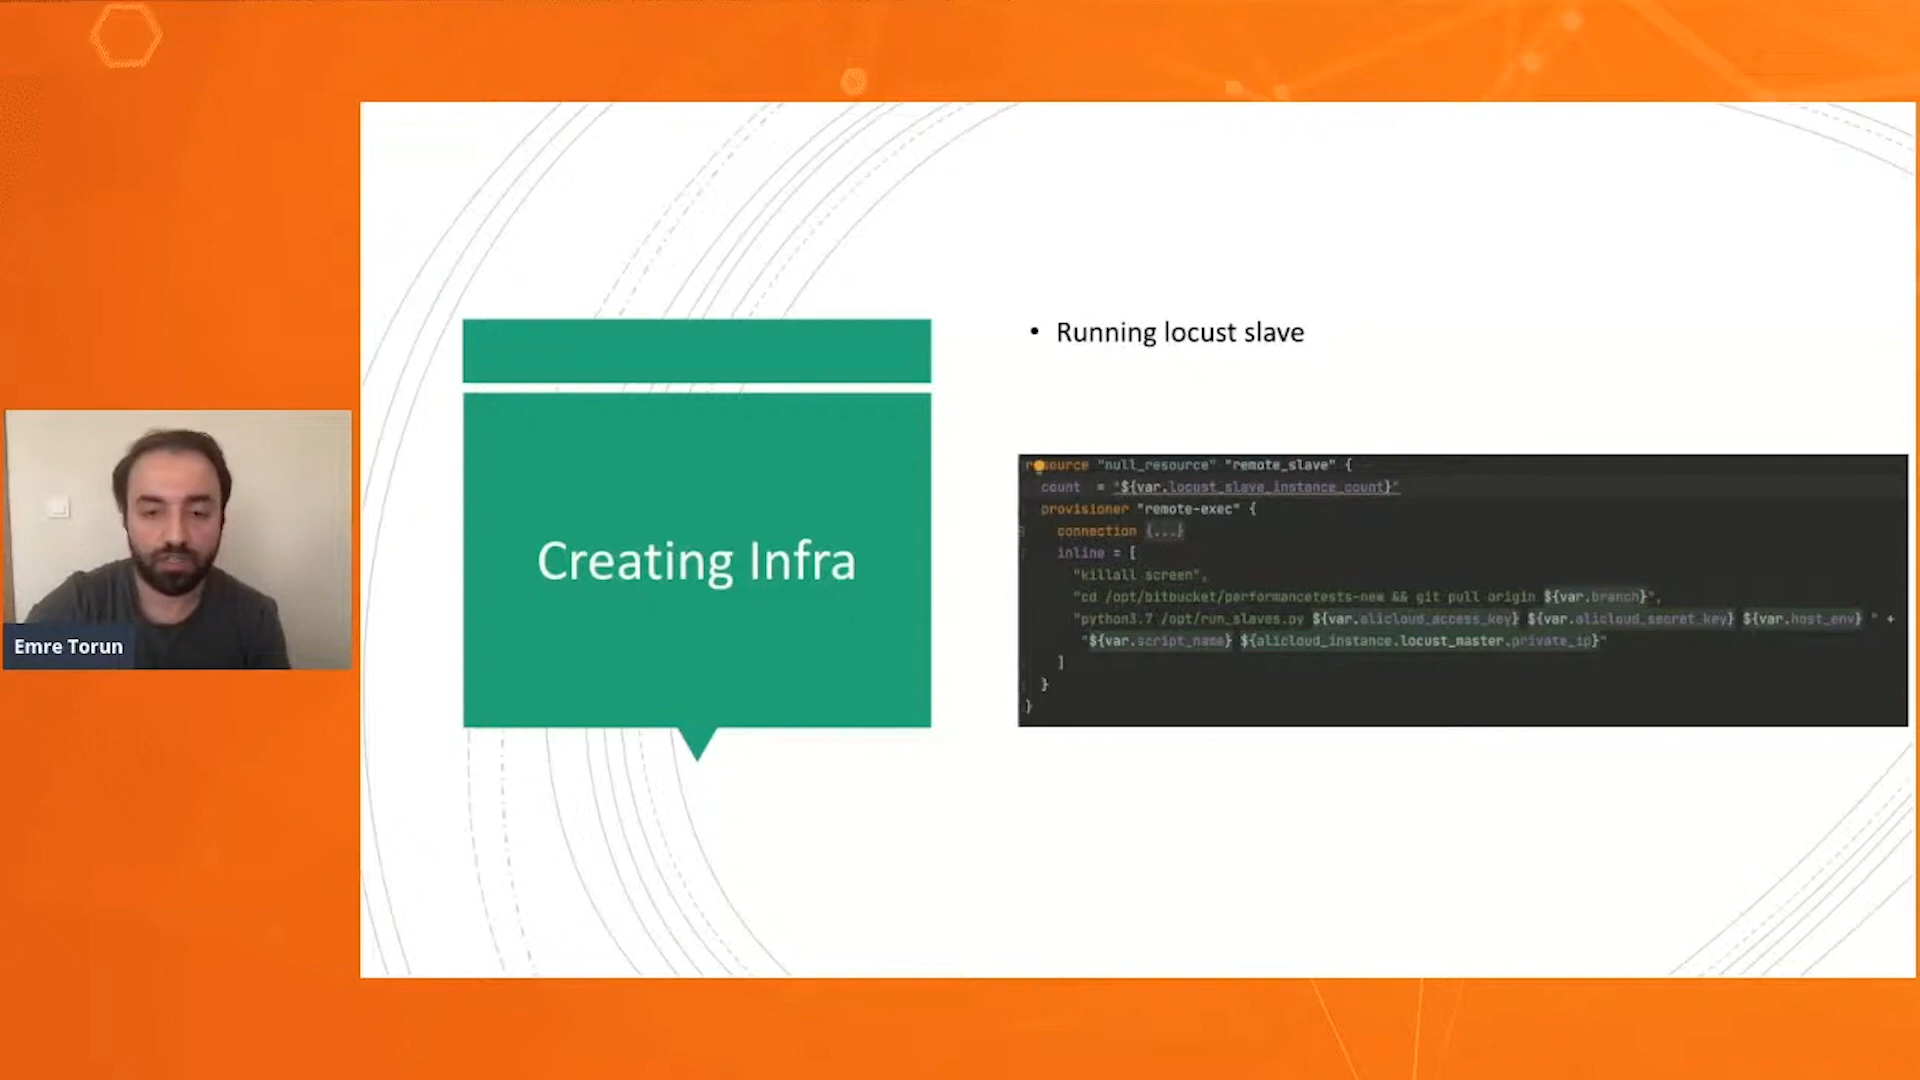 Running locust slave
Creating Infra
resource "null_resource" "remote_slave" {
count = "${var.locust_slave_instance_count}"
provisioner "remote-exec" {
connection {...}
inline = [
"killall screen",
"cd /opt/bitbucket/performancetests-new && git pull origin ${var.branch}",
"python3.7 /opt/run_slaves.py ${var.alicloud_access_key} ${var.alicloud_secret_key} ${var.host_env} " +
"${var.script_name} ${alicloud_instance.locust_master.private_ip}"
]
}
}
Emre Torun